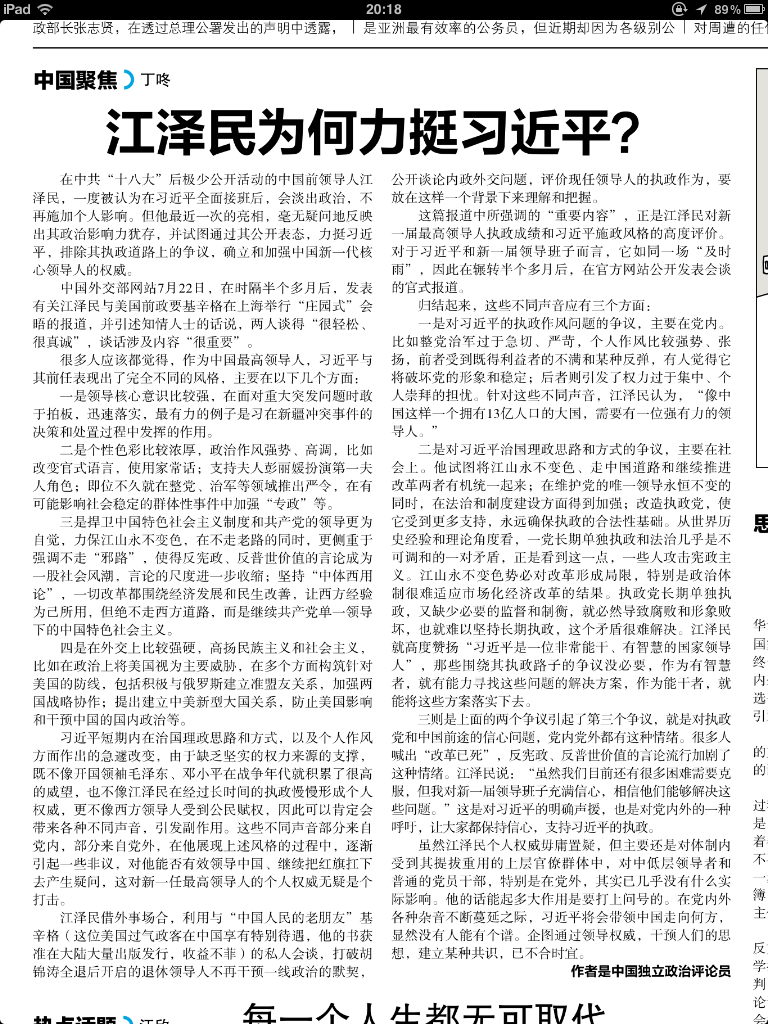 iPad 20:18 89%
政部长张志贤，在透过总理公署发出的声明中透露，
是亚洲最有效率的公务员，但近期却因为各级别公
对周遭的任
中国聚焦 丁咚
江泽民为何力挺习近平？
在中共“十八大”后极少公开活动的中国前领导人江
泽民，一度被认为在习近平全面接班后，会淡出政治，不
再施加个人影响。但他最近一次的亮相，毫无疑问地反映
出其政治影响力犹存，并试图通过其公开表态，力挺习近
平，排除其执政道路上的争议，确立和加强中国新一代核
心领导人的权威。
中国外交部网站7月22日，在时隔半个多月后，发表
有关江泽民与美国前政要基辛格在上海举行“庄园式”会
晤的报道，并引述知情人士的话说，两人谈得“很轻松、
很真诚”，谈话涉及内容“很重要”。
很多人应该都觉得，作为中国最高领导人，习近平与
其前任表现出了完全不同的风格，主要在以下几个方面：
一是领导核心意识比较强，在面对重大突发问题时敢
于拍板，迅速落实，最有力的例子是习在新疆冲突事件的
决策和处置过程中发挥的作用。
二是个性色彩比较浓厚，政治作风强势、高调，比如
改变官式语言，使用家常话；支持夫人彭丽媛扮演第一夫
人角色；即位不久就在整党、治军等领域推出严令，在有
可能影响社会稳定的群体性事件中加强“专政”等。
三是捍卫中国特色社会主义制度和共产党的领导更为
自觉，力保江山永不变色，在不走老路的同时，更侧重于
强调不走“邪路”，使得反宪政、反普世价值的言论成为
一股社会风潮，言论的尺度进一步收缩；坚持“中体西用
论”，一切改革都围绕经济发展和民生改善，让西方经验
为己所用，但绝不走西方道路，而是继续共产党单一领导
下的中国特色社会主义。
四是在外交上比较强硬，高扬民族主义和社会主义，
比如在政治上将美国视为主要威胁，在多个方面构筑针对
美国的防线，包括积极与俄罗斯建立准盟友关系，加强两
国战略协作；提出建立中美新型大国关系，防止美国影响
和干预中国的国内政治等。
习近平短期内在治国理政思路和方式，以及个人作风
方面作出的急遽改变，由于缺乏坚实的权力来源的支撑，
既不像开国领袖毛泽东、邓小平在战争年代就积累了很高
的威望，也不像江泽民在经过长时间的执政慢慢形成个人
权威，更不像西方领导人受到公民赋权，因此可以肯定会
带来各种不同声音，引发副作用。这些不同声音部分来自
党内，部分来自党外，在他展现上述风格的过程中，逐渐
引起一些非议，对他能否有效领导中国、继续把红旗扛下
去产生疑问，这对新一任最高领导人的个人权威无疑是个
打击。
江泽民借外事场合，利用与“中国人民的老朋友”基
辛格（这位美国过气政客在中国享有特别待遇，他的书获
准在大陆大量出版发行，收益不菲）的私人会谈，打破胡
锦涛全退后开启的退休领导人不再干预一线政治的默契，
公开谈论内政外交问题，评价现任领导人的执政作为，要
放在这样一个背景下来理解和把握。
这篇报道中所强调的“重要内容”，正是江泽民对新
一届最高领导人执政成绩和习近平施政风格的高度评价。
对于习近平和新一届领导班子而言，它如同一场“及时
雨”，因此在辗转半个多月后，在官方网站公开发表会谈
的官式报道。
归结起来，这些不同声音应有三个方面：
一是对习近平的执政作风问题的争议，主要在党内。
比如整党治军过于急切、严苛，个人作风比较强势、张
扬，前者受到既得利益者的不满和某种反弹，有人觉得它
将破坏党的形象和稳定；后者则引发了权力过于集中、个
人崇拜的担忧。针对这些不同声音，江泽民认为，“像中
国这样一个拥有13亿人口的大国，需要有一位强有力的领
导人。”
二是对习近平治国理政思路和方式的争议，主要在社
会上。他试图将江山永不变色、走中国道路和继续推进
改革两者有机统一起来；在维护党的唯一领导永恒不变的
同时，在法治和制度建设方面得到加强；改造执政党，使
它受到更多支持，永远确保执政的合法性基础。从世界历
史经验和理论角度看，一党长期单独执政和法治几乎是不
可调和的一对矛盾，正是看到这一点，一些人攻击宪政主
义。江山永不变色势必对改革形成局限，特别是政治体
制很难适应市场化经济改革的结果。执政党长期单独执
政，又缺少必要的监督和制衡，就必然导致腐败和形象败
坏，也就难以坚持长期执政，这个矛盾很难解决。江泽民
就高度赞扬“习近平是一位非常能干、有智慧的国家领导
人”，那些围绕其执政路子的争议没必要，作为有智慧
者，就有能力寻找这些问题的解决方案，作为能干者，就
能将这些方案落实下去。
三则是上面的两个争议引起了第三个争议，就是对执政
党和中国前途的信心问题，党内党外都有这种情绪。很多人
喊出“改革已死”，反宪政、反普世价值的言论流行加剧了
这种情绪。江泽民说：“虽然我们目前还有很多困难需要克
服，但我对新一届领导班子充满信心，相信他们能够解决这
些问题。”这是对习近平的明确声援，也是对党内外的一种
呼吁，让大家都保持信心，支持习近平的执政。
虽然江泽民个人权威毋庸置疑，但主要还是对体制内
受到其提拔重用的上层官僚群体中，对中低层领导者和
普通的党员干部，特别是在党外，其实已几乎没有什么实
际影响。他的话能起多大作用是要打上问号的。在党内外
各种杂音不断蔓延之际，习近平将会带领中国走向何方，
显然没有人能有个谱。企图通过领导权威，干预人们的思
想，建立某种共识，已不合时宜。
作者是中国独立政治评论员
每一个人生都无可取代